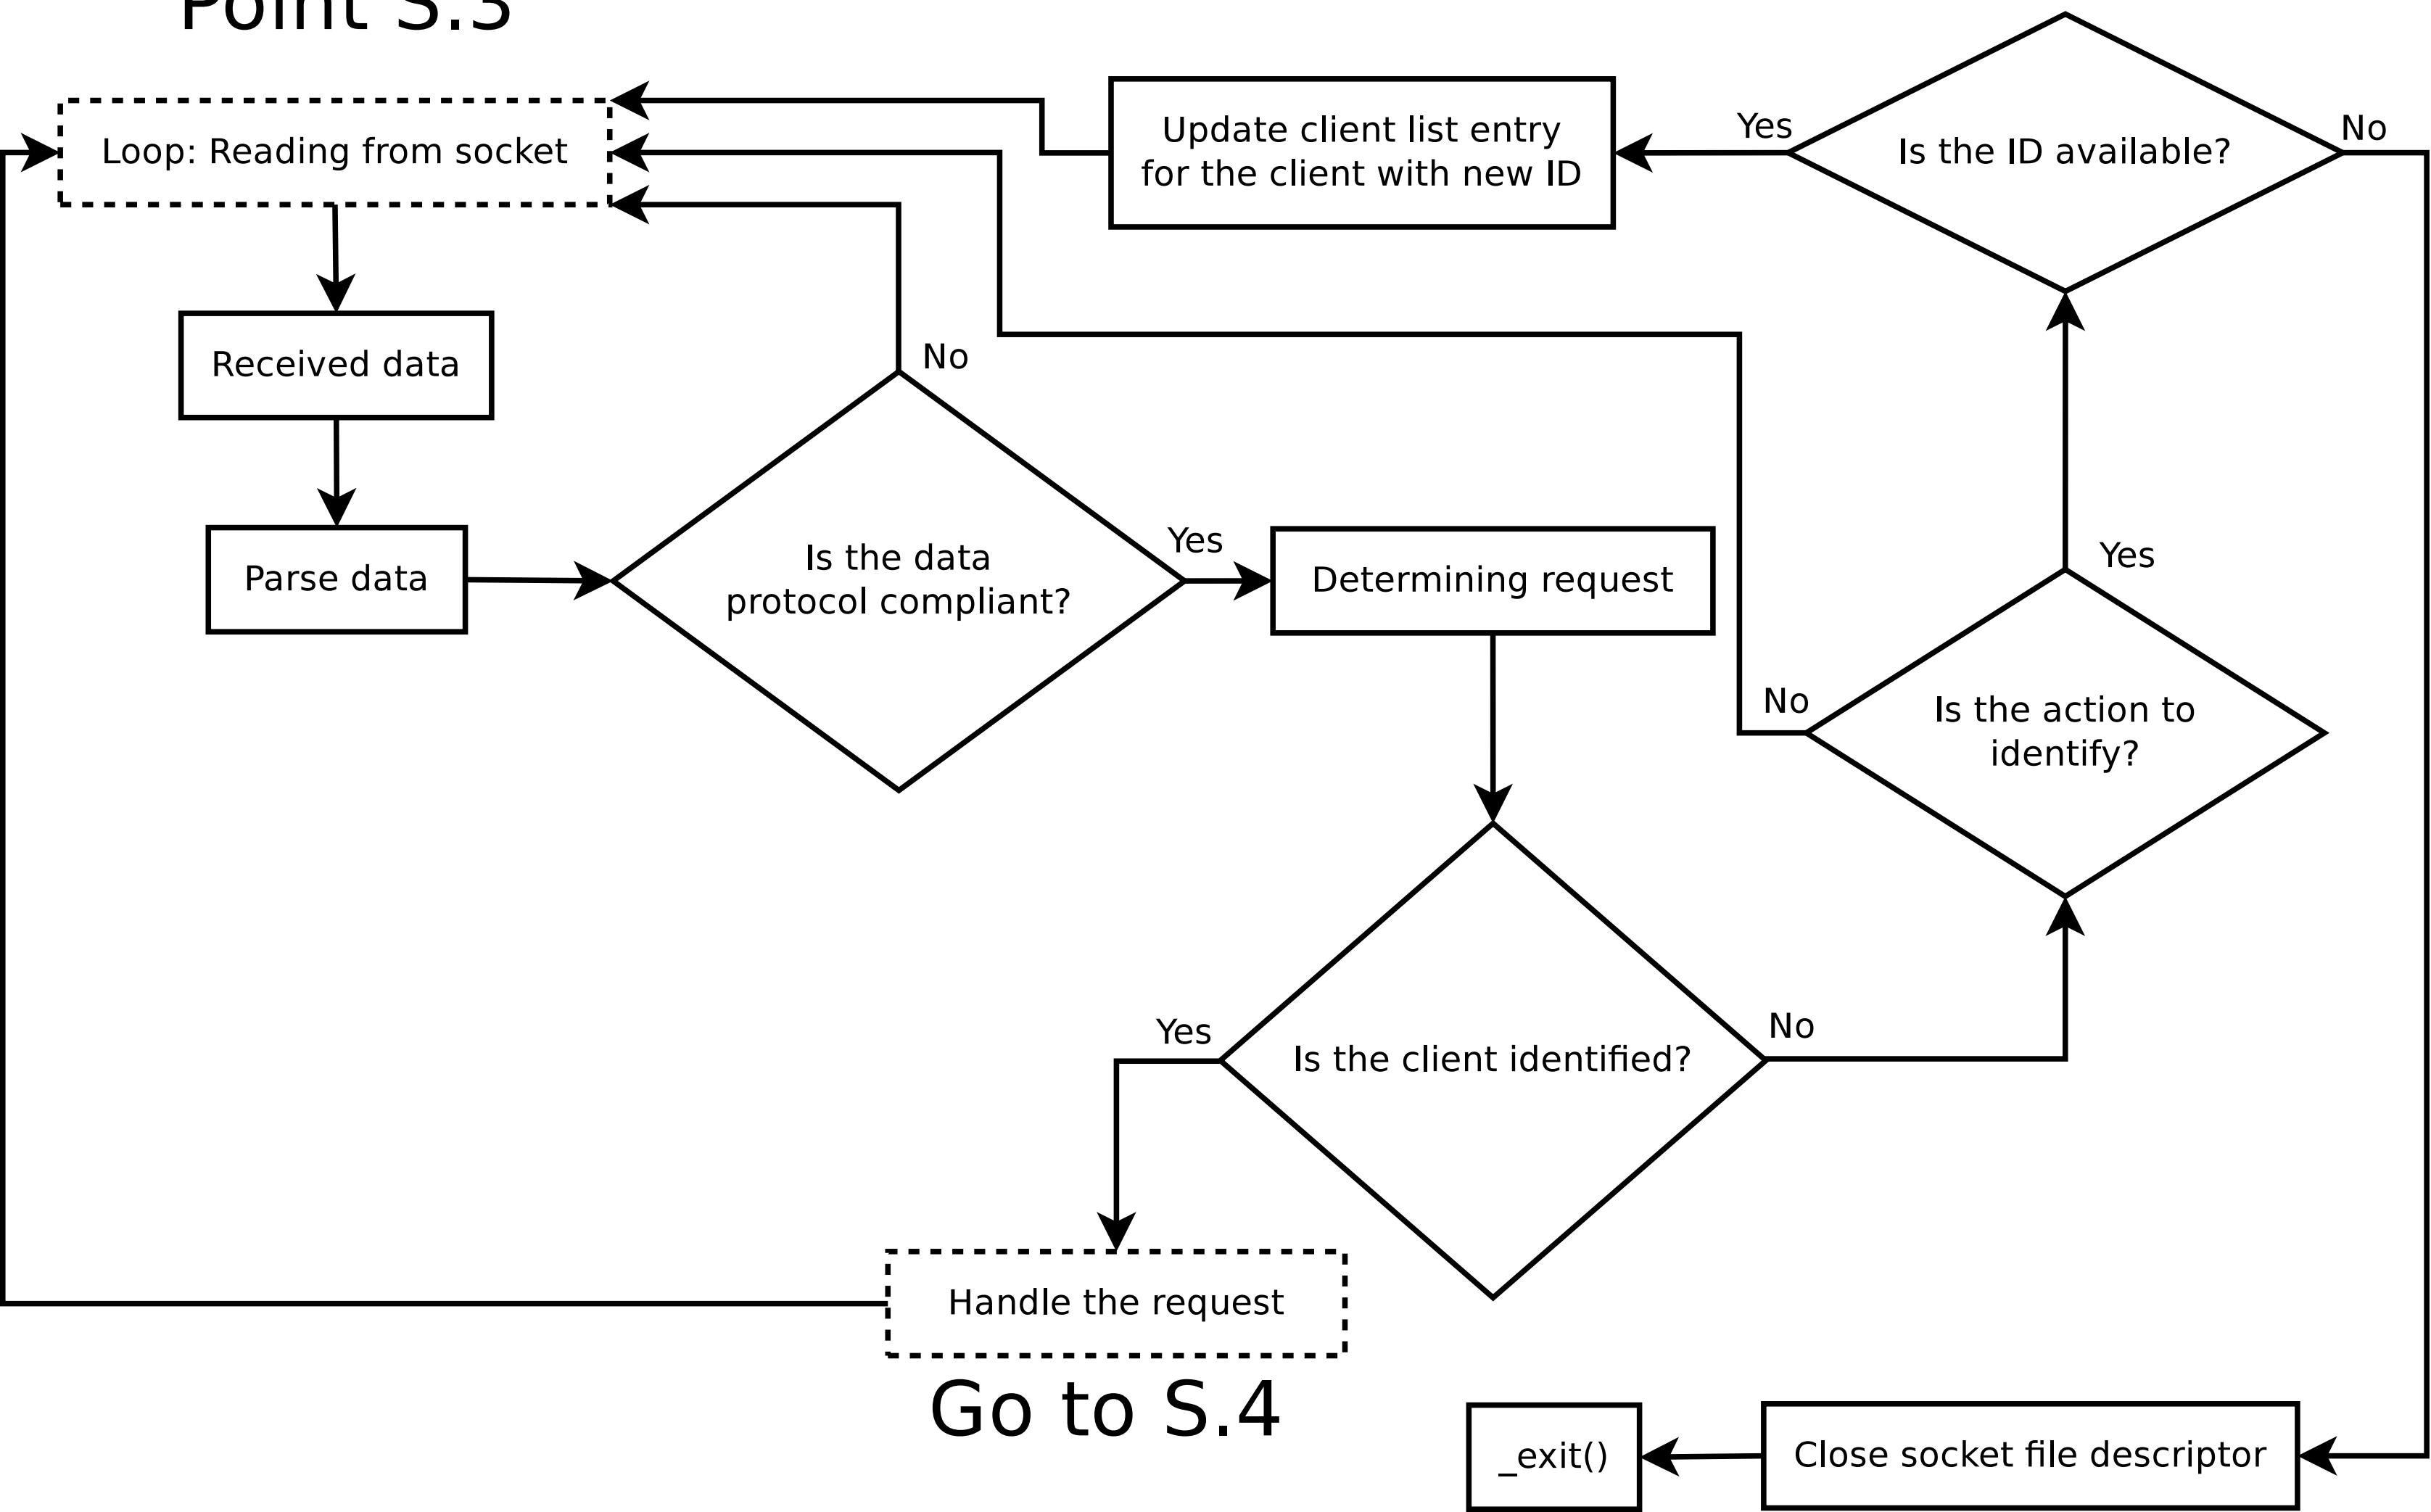 Point S.3
Loop: Reading from socket
Update client list entry
for the client with new ID
Yes
Is the ID available?
No
Received data
No
Parse data
Is the data
protocol compliant?
Yes
Determining request
Yes
No
Is the action to
identify?
Yes
Is the client identified?
No
Handle the request
Go to S.4
_exit()
Close socket file descriptor